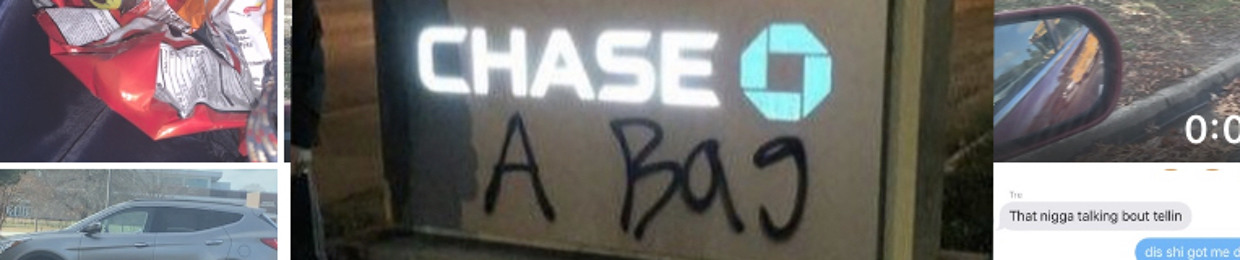 CHASE
A Bag
0:0
Tre
That nigga talking bout tellin
dis shi got me d